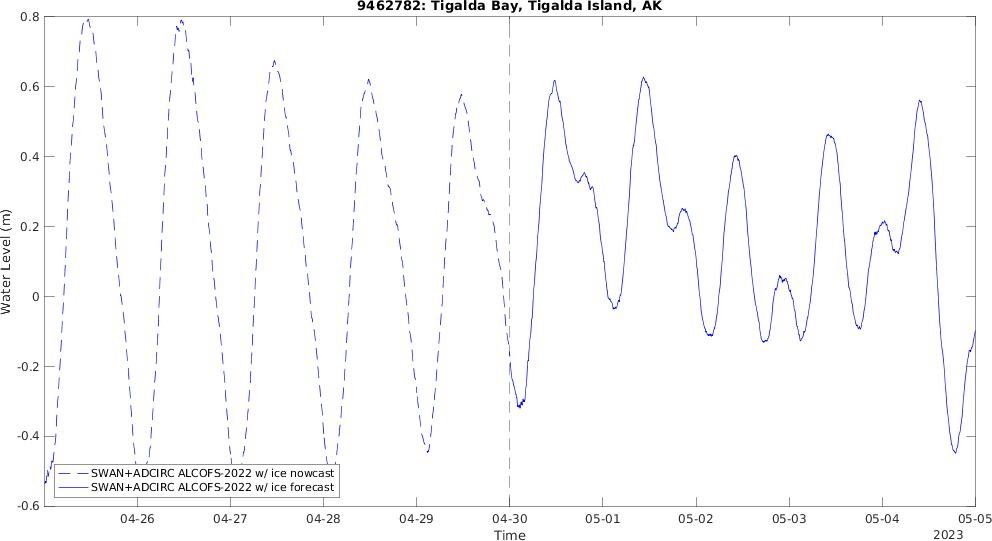 9462782: Tigalda Bay, Tigalda Island, AK
0.8
0.6
0.4
0.2
0
-0.2
-0.4
-0.6
Water Level (m)
SWAN+ADCIRC ALCOFS-2022 w/ ice nowcast
SWAN+ADCIRC ALCOFS-2022 w/ ice forecast
04-26 04-27 04-28 04-29 04-30 05-01 05-02 05-03 05-04 05-05
Time
2023